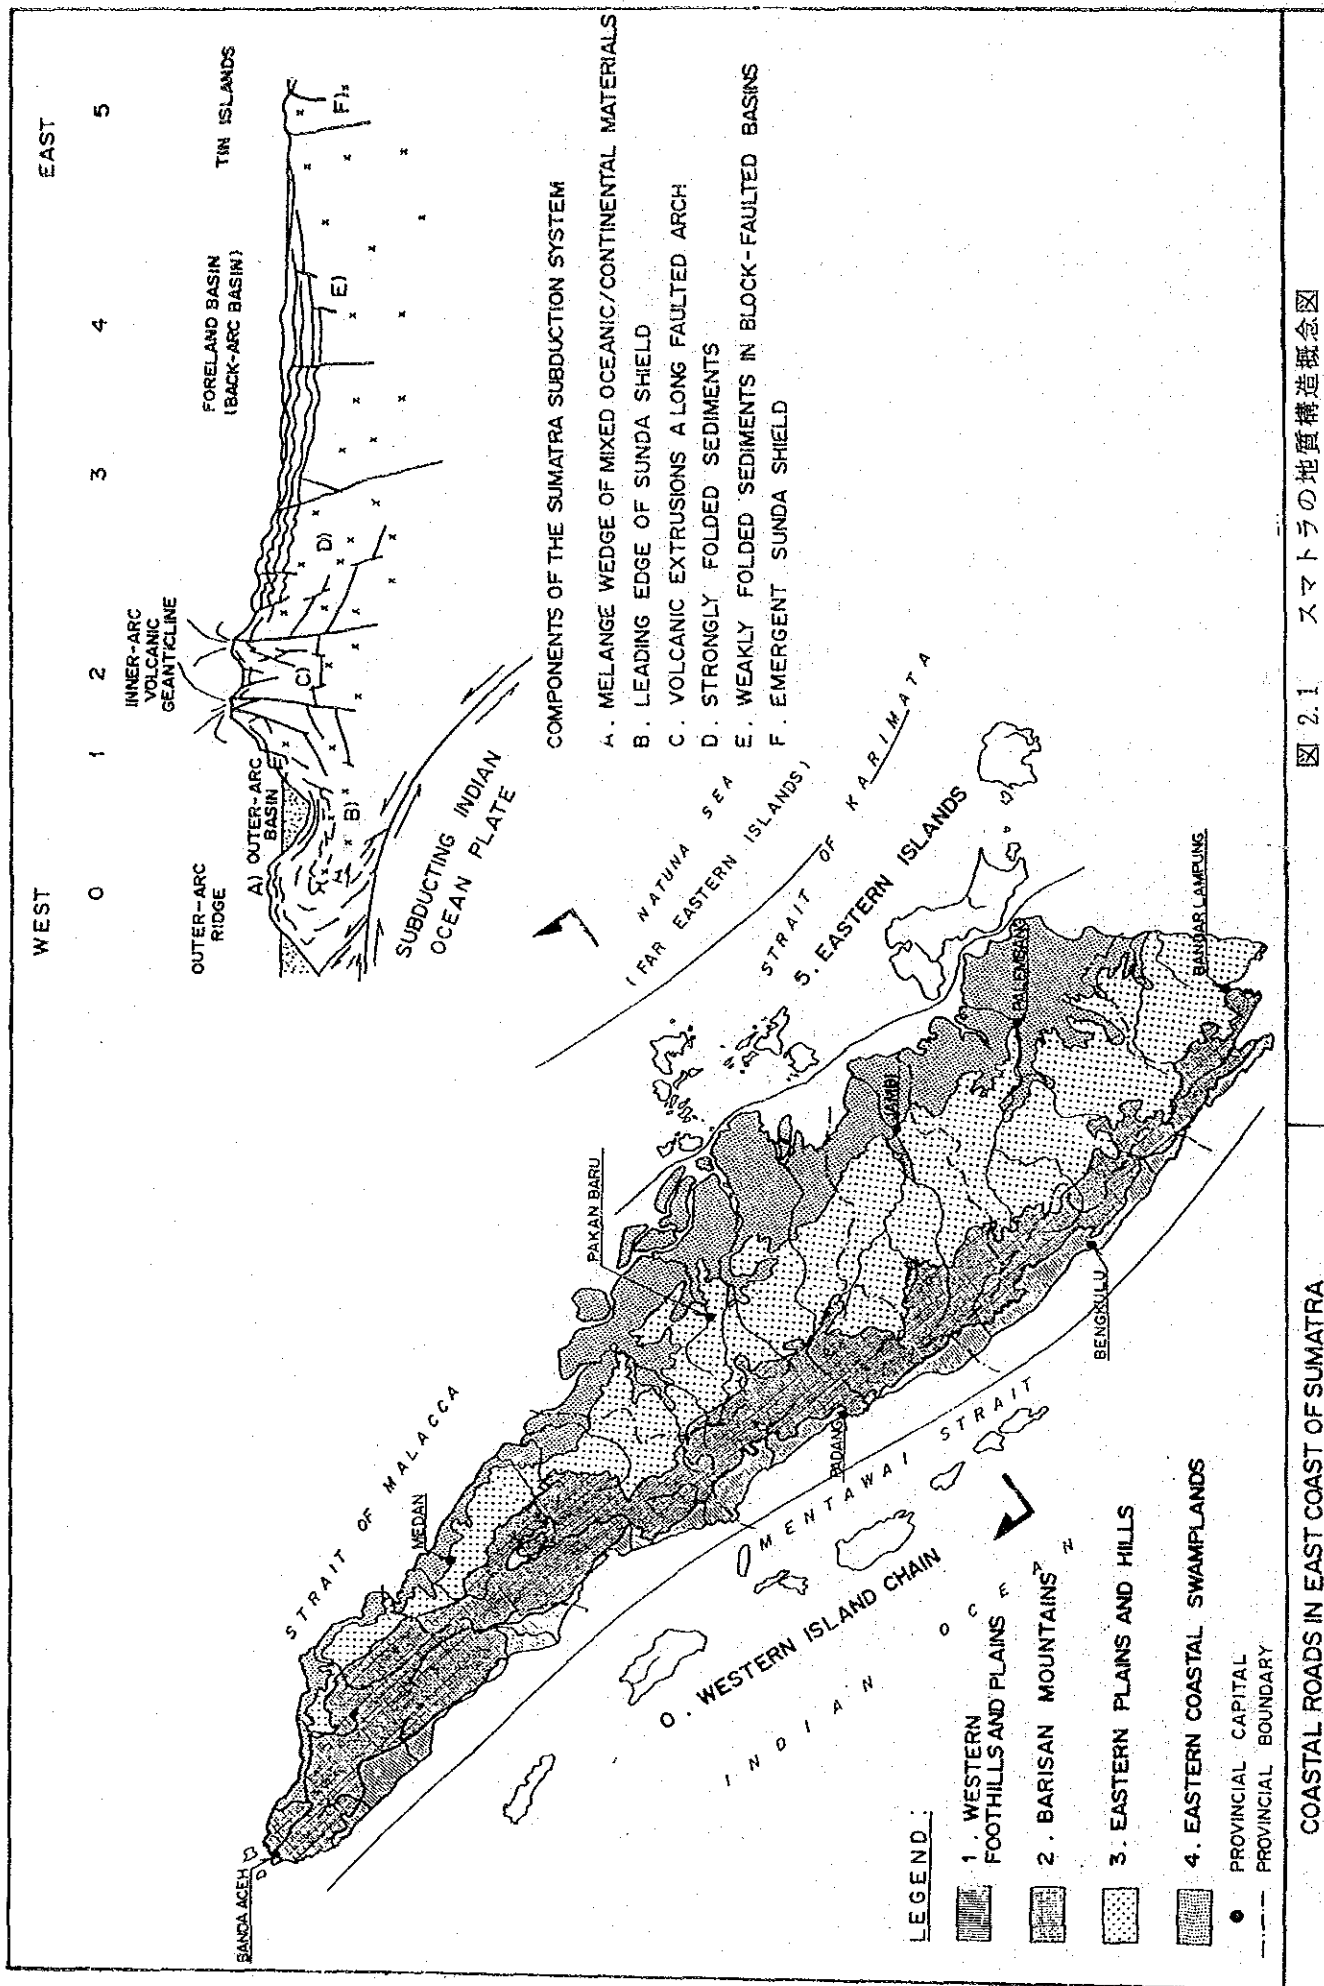 WEST
EAST
0
1
2
3
4
5
OUTER-ARC
RIDGE
A) OUTER-ARC
BASIN
INNER-ARC
VOLCANIC
GEANTICLINE
FORELAND BASIN
(BACK-ARC BASIN)
TIN ISLANDS
B)
C)
D)
E)
F)
SUBDUCTING INDIAN
OCEAN PLATE
COMPONENTS OF THE SUMATRA SUBDUCTION SYSTEM
A. MELANGE WEDGE OF MIXED OCEANIC/CONTINENTAL MATERIALS
B. LEADING EDGE OF SUNDA SHIELD
C. VOLCANIC EXTRUSIONS A LONG FAULTED ARCH
D. STRONGLY FOLDED SEDIMENTS
E. WEAKLY FOLDED SEDIMENTS IN BLOCK-FAULTED BASINS
F. EMERGENT SUNDA SHIELD
NATUNA SEA
(FAR EASTERN ISLANDS)
STRAIT OF KARIMATA
5. EASTERN ISLANDS
STRAIT OF MALACCA
BANDA ACEH
MEDAN
PAKAN BARU
JAMBI
PALEMBANG
BANDAR LAMPUNG
PADANG
BENGKULU
MENTAWAI STRAIT
0. WESTERN ISLAND CHAIN
INDIAN OCEAN
LEGEND:
1. WESTERN
FOOTHILLS AND PLAINS
2. BARISAN MOUNTAINS
3. EASTERN PLAINS AND HILLS
4. EASTERN COASTAL SWAMPLANDS
PROVINCIAL CAPITAL
PROVINCIAL BOUNDARY
COASTAL ROADS IN EAST COAST OF SUMATRA
図 2.1 スマトラの地質構造概念図